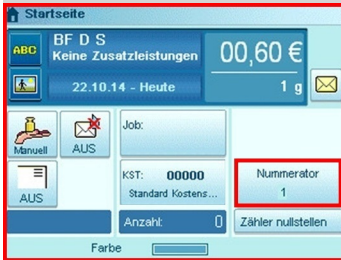 Startseite
ABC
BF D S
Keine Zusatzleistungen
00,60 €
22.10.14 - Heute
1 g
Manuell
AUS
Job:
AUS
KST: 00000
Standard Kostens...
Nummerator
1
Anzahl: 0
Zähler nullstellen
Farbe